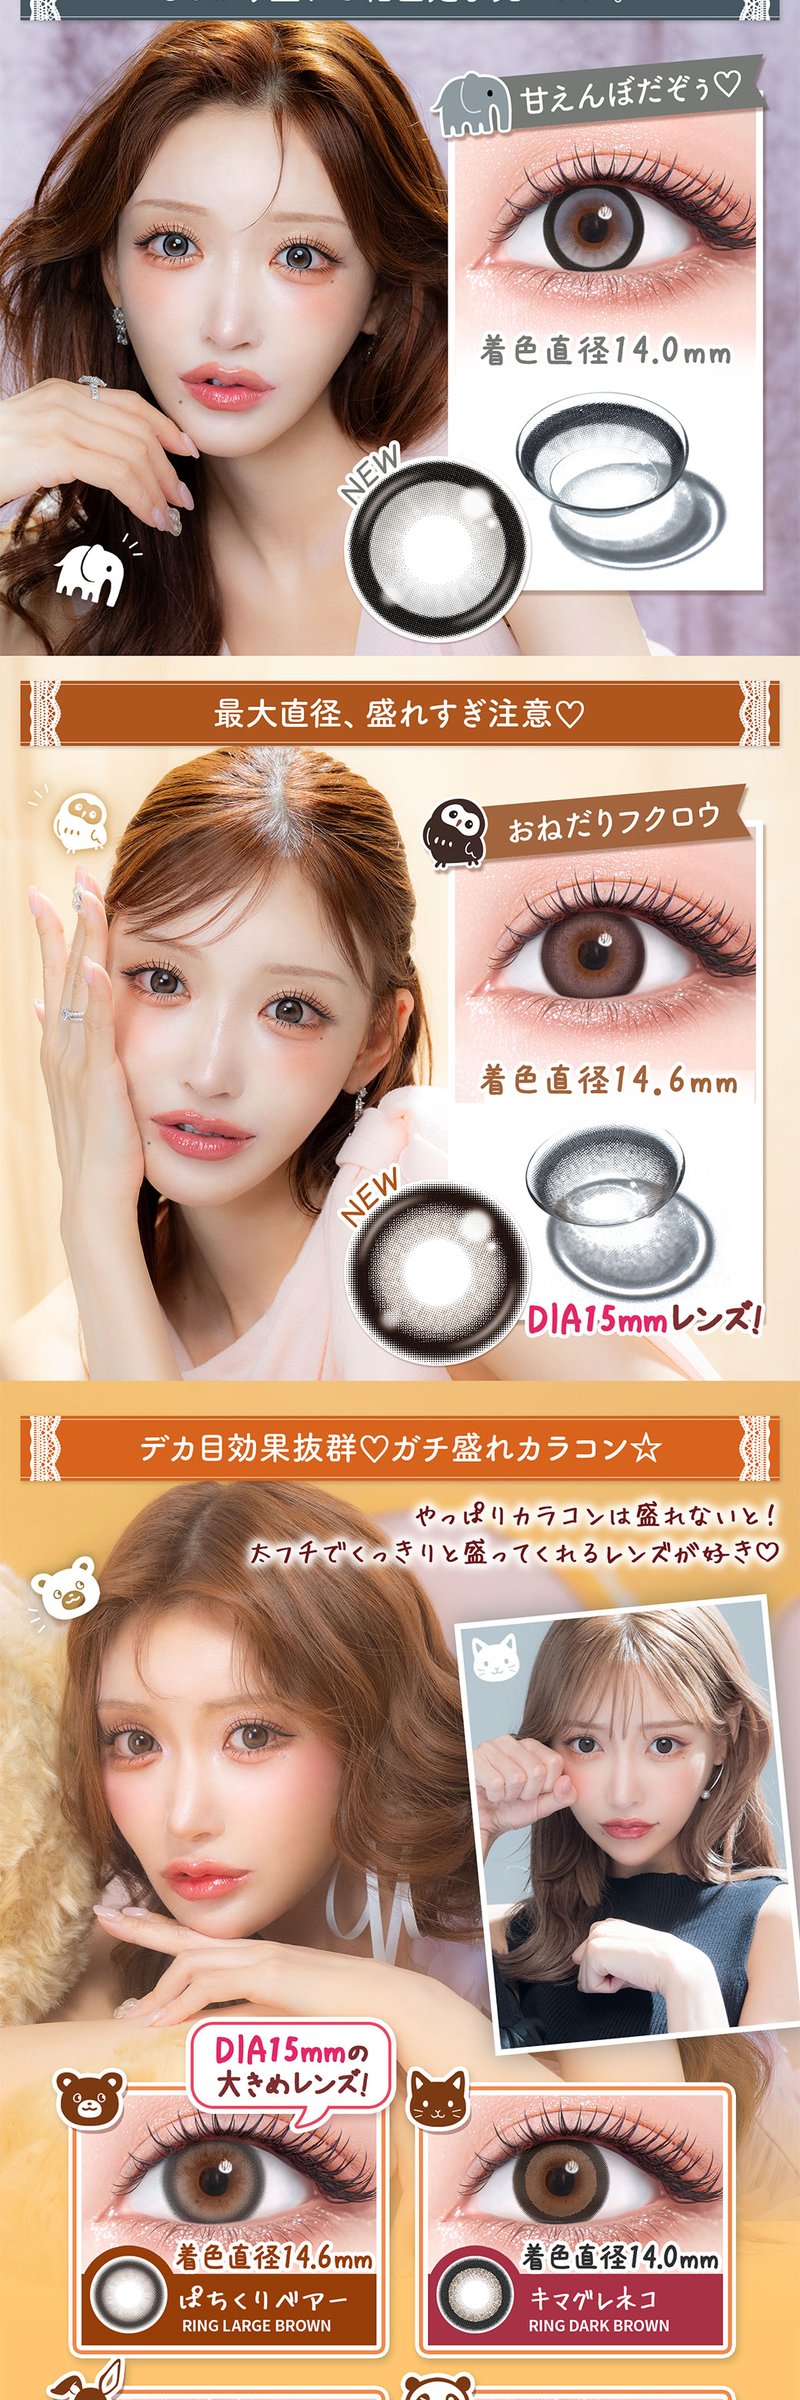 甘えんぼだぞぅ♡
着色直径14.0mm
NEW
最大直径、盛れすぎ注意♡
おねだりフクロウ
着色直径14.6mm
NEW
DIA15mmレンズ!
デカ目効果抜群♡ガチ盛れカラコン☆
やっぱりカラコンは盛れないと!
太フチでくっきりと盛ってくれるレンズが好き♡
DIA15mmの
大きめレンズ!
着色直径14.6mm
ぱちくりベアー
RING LARGE BROWN
着色直径14.0mm
キマグレネコ
RING DARK BROWN